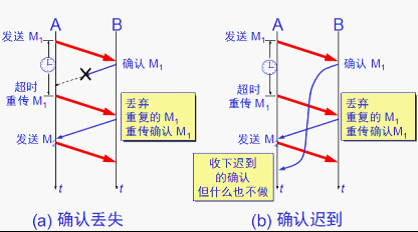 A B
发送 M1
确认 M1
超时
重传 M1
丢弃
重复的 M1
重传确认 M1
发送 M
t t
(a) 确认丢失
A B
发送 M1
确认 M1
超时
重传 M1
丢弃
重复的 M1
重传确认M1
发送 M2
收下迟到
的确认
但什么也不做
t t
(b) 确认迟到